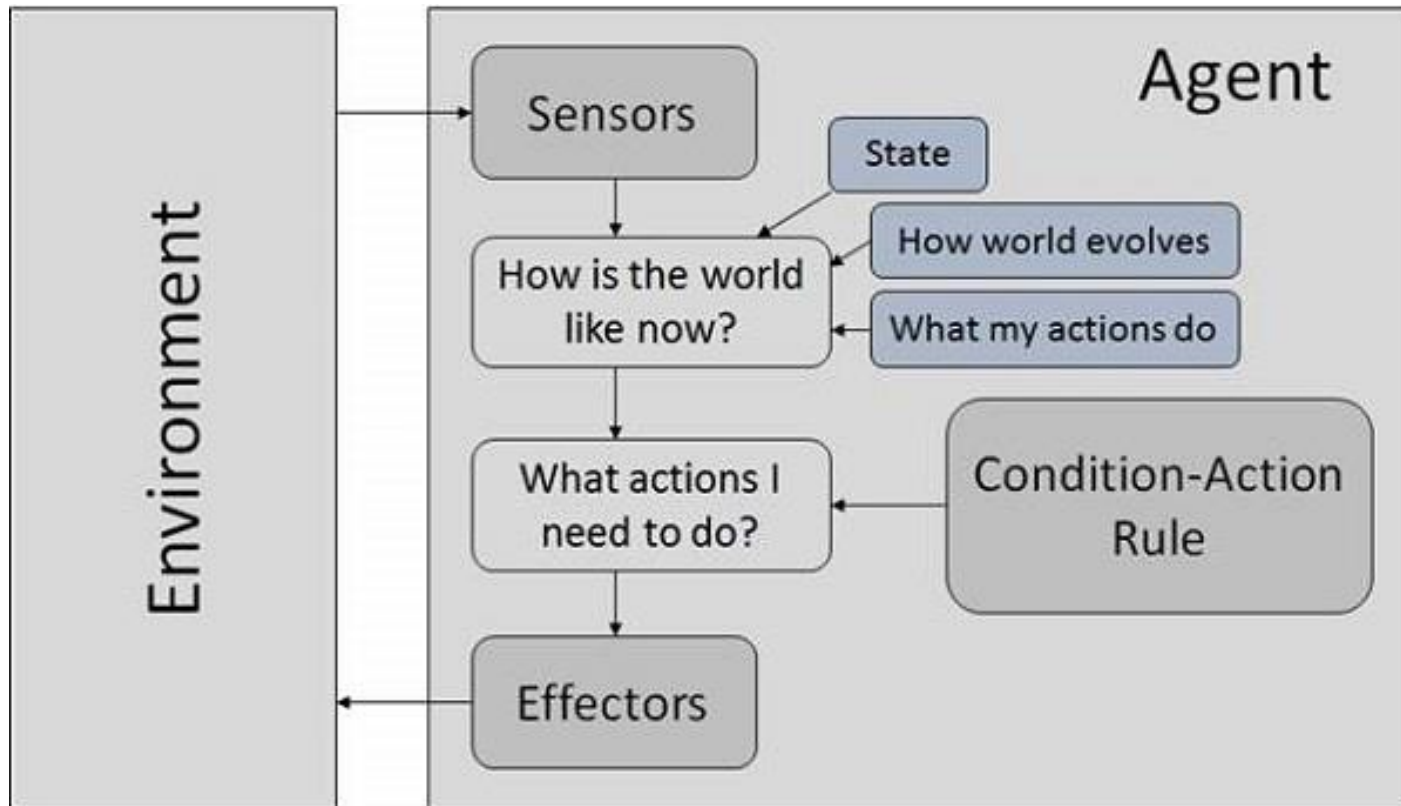 Environment
Agent
Sensors
State
How world evolves
How is the world
like now?
What my actions do
What actions I
need to do?
Condition-Action
Rule
Effectors